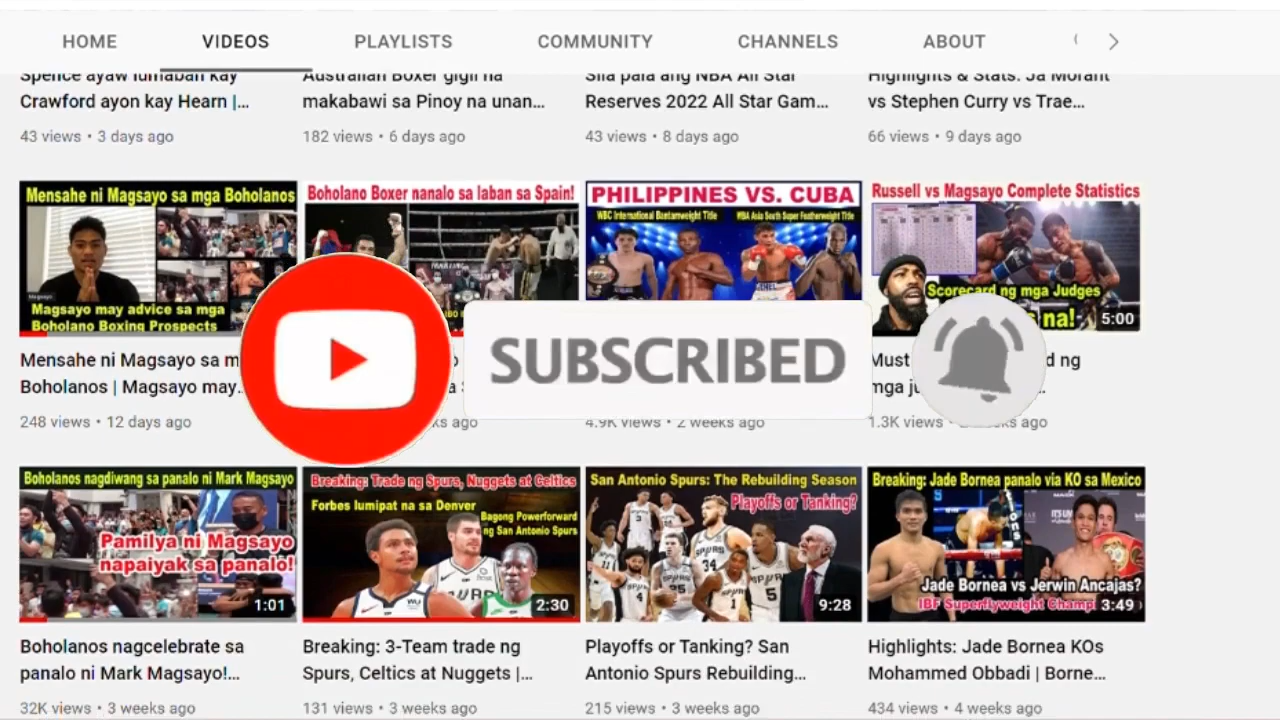 HOME VIDEOS PLAYLISTS COMMUNITY CHANNELS ABOUT
Spence ayaw lumaban kay
Crawford ayon kay Hearn |...
43 views • 3 days ago
Australian Boxer gigil na
makabawi sa Pinoy na unan...
182 views • 6 days ago
Sila pala ang NBA All Star
Reserves 2022 All Star Gam...
43 views • 8 days ago
Highlights & Stats: Ja Morant
vs Stephen Curry vs Trae...
66 views • 9 days ago
Mensahe ni Magsayo sa mga Boholanos
Magsayo may advice sa mga
Boholano Boxing Prospects
Mensahe ni Magsayo sa m
Boholanos | Magsayo may...
248 views • 12 days ago
Boholano Boxer nanalo sa laban sa Spain!
ks ago
PHILIPPINES VS. CUBA
WBC International Bantamweight Title
WBA Asia South Super Featherweight Title
4.9K views • 2 weeks ago
Russell vs Magsayo Complete Statistics
Scorecard ng mga Judges
na!
5:00
Must
d ng
mga ju
1.3K views •
ks ago
SUBSCRIBED
Boholanos nagdiwang sa panalo ni Mark Magsayo
Pamilya ni Magsayo
napaiyak sa panalo!
1:01
Boholanos nagcelebrate sa
panalo ni Mark Magsayo!...
32K views • 3 weeks ago
Breaking: Trade ng Spurs, Nuggets at Celtics
Forbes lumipat na sa Denver
Bagong Powerforward
ng San Antonio Spurs
2:30
Breaking: 3-Team trade ng
Spurs, Celtics at Nuggets |...
131 views • 3 weeks ago
San Antonio Spurs: The Rebuilding Season
Playoffs or Tanking?
9:28
Playoffs or Tanking? San
Antonio Spurs Rebuilding...
215 views • 3 weeks ago
Breaking: Jade Bornea panalo via KO sa Mexico
Jade Bornea vs Jerwin Ancajas?
IBF Superflyweight Champi
3:49
Highlights: Jade Bornea KOs
Mohammed Obbadi | Borne...
434 views • 4 weeks ago